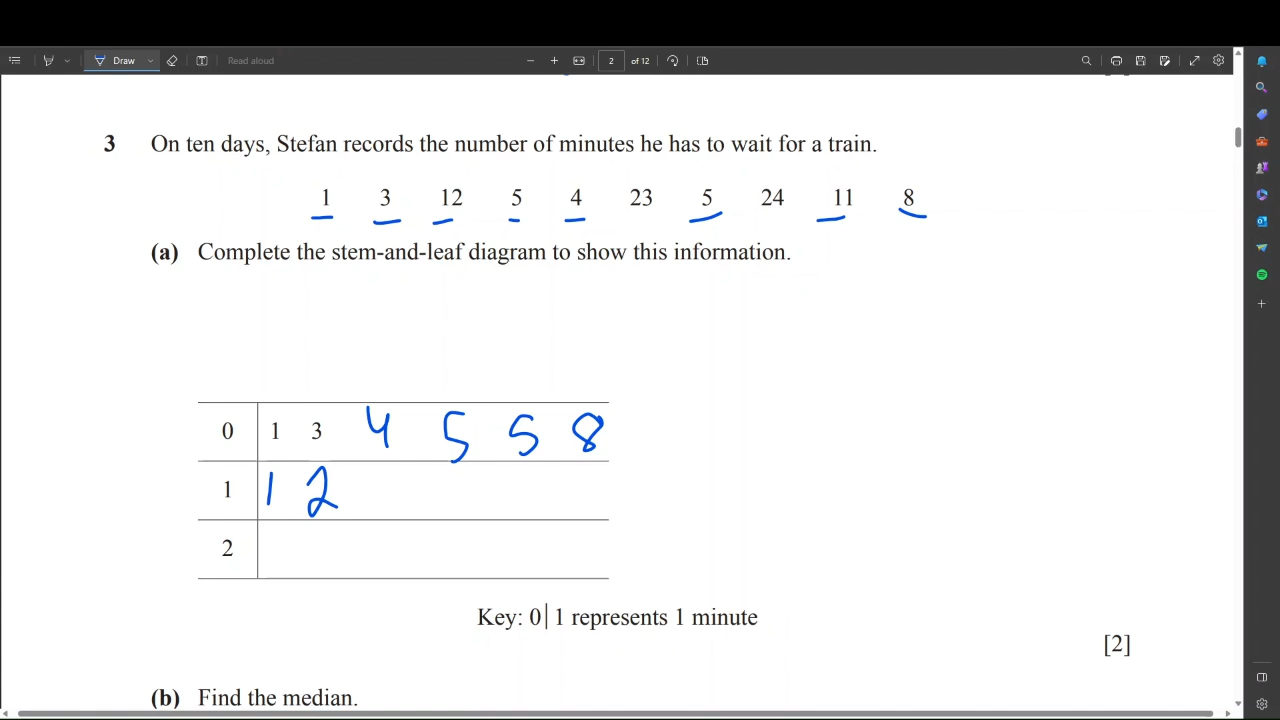 Draw Read aloud 2 of 12
3 On ten days, Stefan records the number of minutes he has to wait for a train.
1 3 12 5 4 23 5 24 11 8
(a) Complete the stem-and-leaf diagram to show this information.
0 1 3 4 5 5 8
1 1 2
2
Key: 0|1 represents 1 minute
[2]
(b) Find the median.